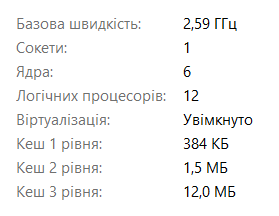 Базова швидкість: 2,59 ГГц
Сокети: 1
Ядра: 6
Логічних процесорів: 12
Віртуалізація: Увімкнуто
Кеш 1 рівня: 384 КБ
Кеш 2 рівня: 1,5 МБ
Кеш 3 рівня: 12,0 МБ